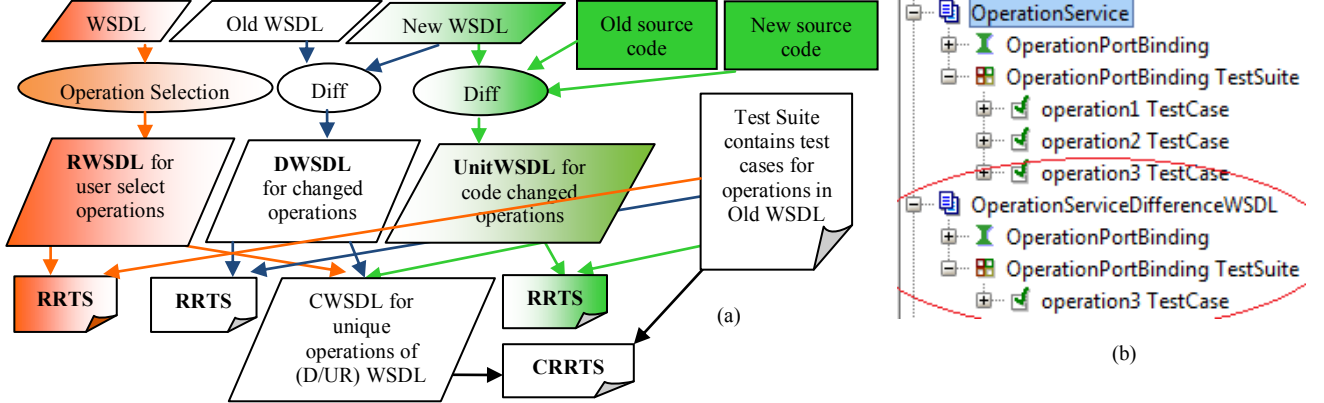 WSDL
Old WSDL
New WSDL
Old source
code
New source
code
Operation Selection
Diff
Diff
RWSDL for
user select
operations
DWSDL
for changed
operations
UnitWSDL for
code changed
operations
Test Suite
contains test
cases for
operations in
Old WSDL
RRTS
RRTS
RRTS
CWSDL for
unique
operations of
(D/UR) WSDL
CRRTS
(a)
OperationService
OperationPortBinding
OperationPortBinding TestSuite
operation1 TestCase
operation2 TestCase
operation3 TestCase
OperationServiceDifferenceWSDL
OperationPortBinding
OperationPortBinding TestSuite
operation3 TestCase
(b)